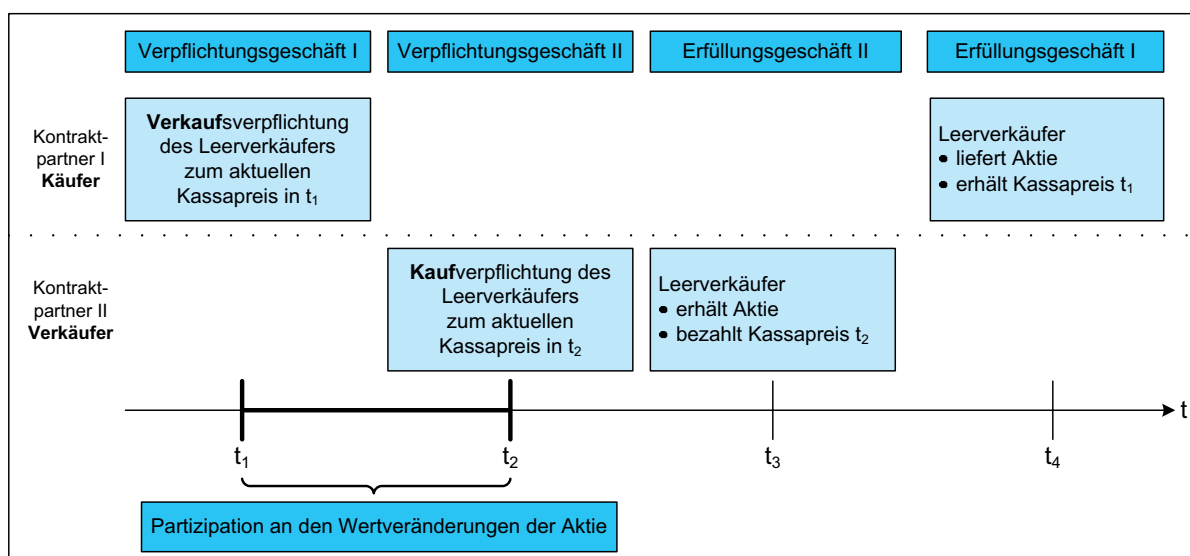 Verpflichtungsgeschäft I
Verpflichtungsgeschäft II
Erfüllungsgeschäft II
Erfüllungsgeschäft I
Kontrakt-
partner I
Käufer
Verkaufsverpflichtung
des Leerverkäufers
zum aktuellen
Kassapreis in t₁
Leerverkäufer
• liefert Aktie
• erhält Kassapreis t₁
Kontrakt-
partner II
Verkäufer
Kaufverpflichtung des
Leerverkäufers
zum aktuellen
Kassapreis in t₂
Leerverkäufer
• erhält Aktie
• bezahlt Kassapreis t₂
t
t₁
t₂
t₃
t₄
Partizipation an den Wertveränderungen der Aktie